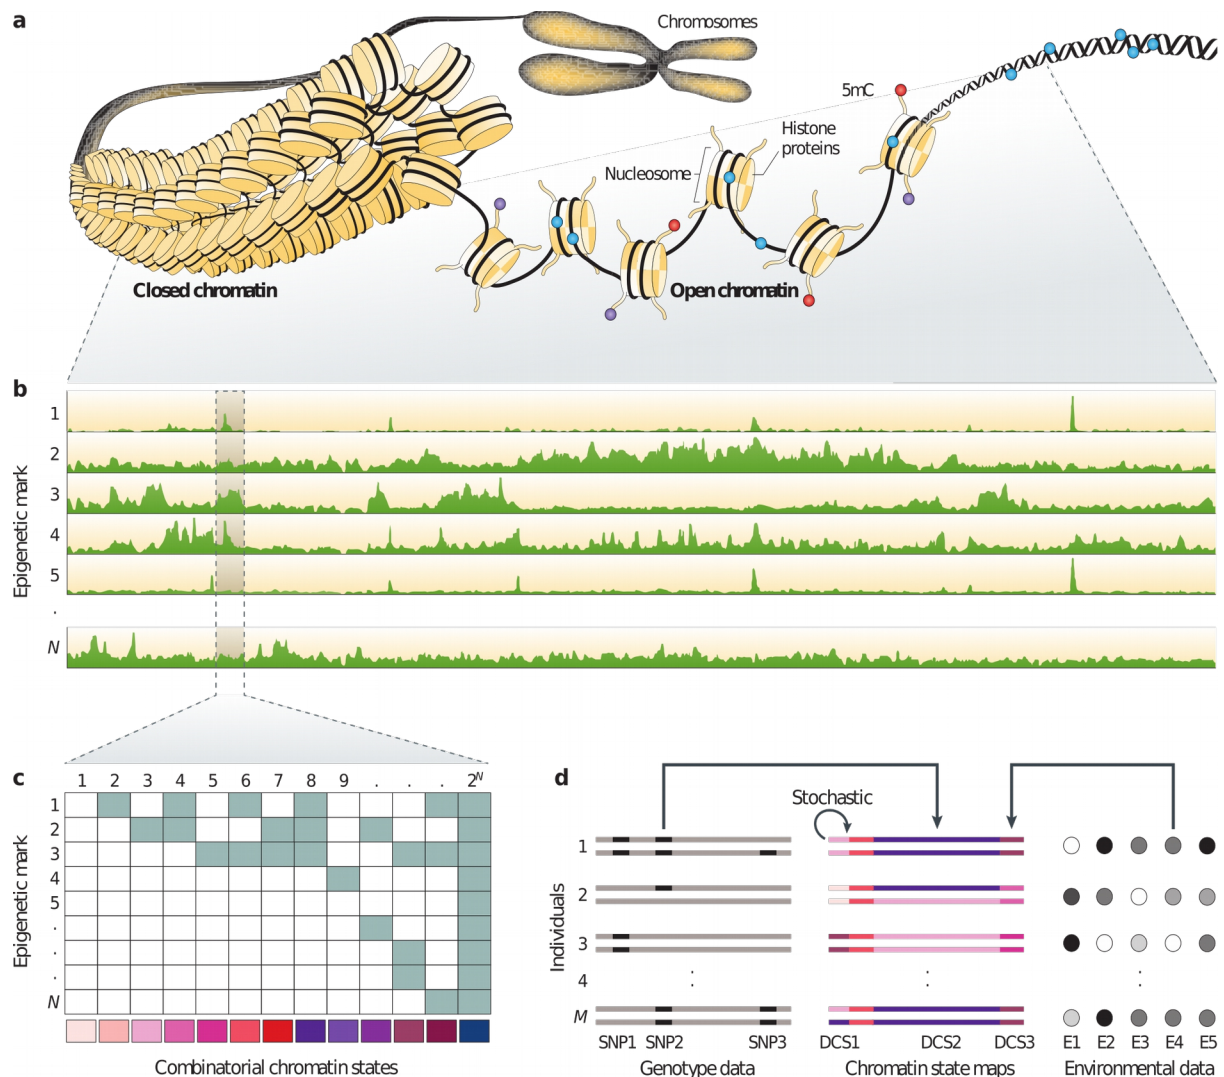 a
Chromosomes
5mC
Histone
proteins
Nucleosome
Closed chromatin
Open chromatin
b
Epigenetic mark
1
2
3
4
5
.
N
c
1 2 3 4 5 6 7 8 9 . . . 2^N
Epigenetic mark
1
2
3
4
5
.
.
.
N
Combinatorial chromatin states
d
Stochastic
Individuals
1
2
3
4 . . .
M
SNP1 SNP2 SNP3 DCS1 DCS2 DCS3 E1 E2 E3 E4 E5
Genotype data Chromatin state maps Environmental data